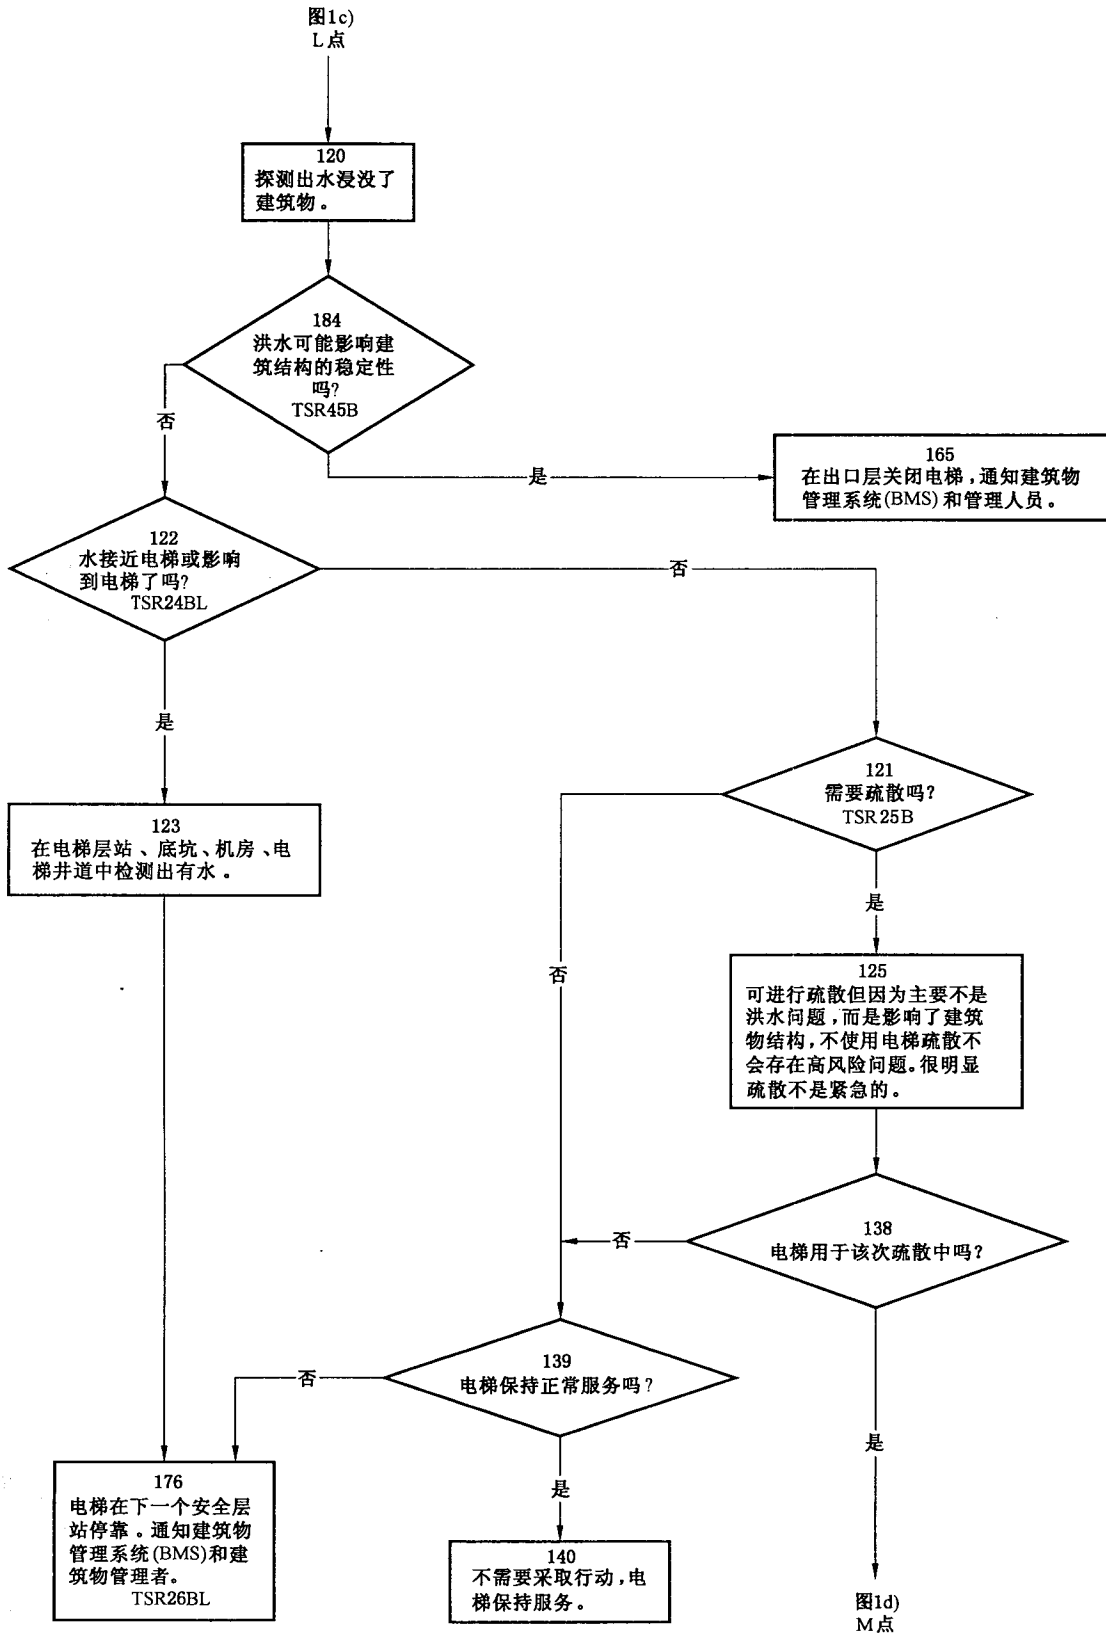 图1c)
L点
120
探测出水浸没了
建筑物。
184
洪水可能影响建
筑结构的稳定性
吗?
TSR45B
否
是
165
在出口层关闭电梯,通知建筑物
管理系统(BMS)和管理人员。
122
水接近电梯或影响
到电梯了吗?
TSR24BL
否
是
121
需要疏散吗?
TSR25B
123
在电梯层站、底坑、机房、电
梯井道中检测出有水。
是
否
125
可进行疏散但因为主要不是
洪水问题,而是影响了建筑
物结构,不使用电梯疏散不
会存在高风险问题。很明显
疏散不是紧急的。
138
电梯用于该次疏散中吗?
否
139
电梯保持正常服务吗?
否
是
是
176
电梯在下一个安全层
站停靠。通知建筑物
管理系统(BMS)和建
筑物管理者。
TSR26BL
140
不需要采取行动,电
梯保持服务。
图1d)
M点